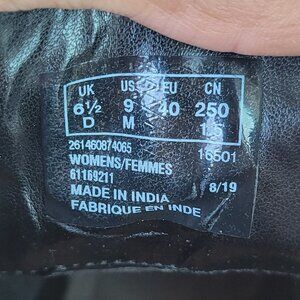 UK US EU CN
6½ 9 40 250
D M 1.5
261460874065 16501
WOMENS/FEMMES
61169211 8/19
MADE IN INDIA
FABRIQUE EN INDE